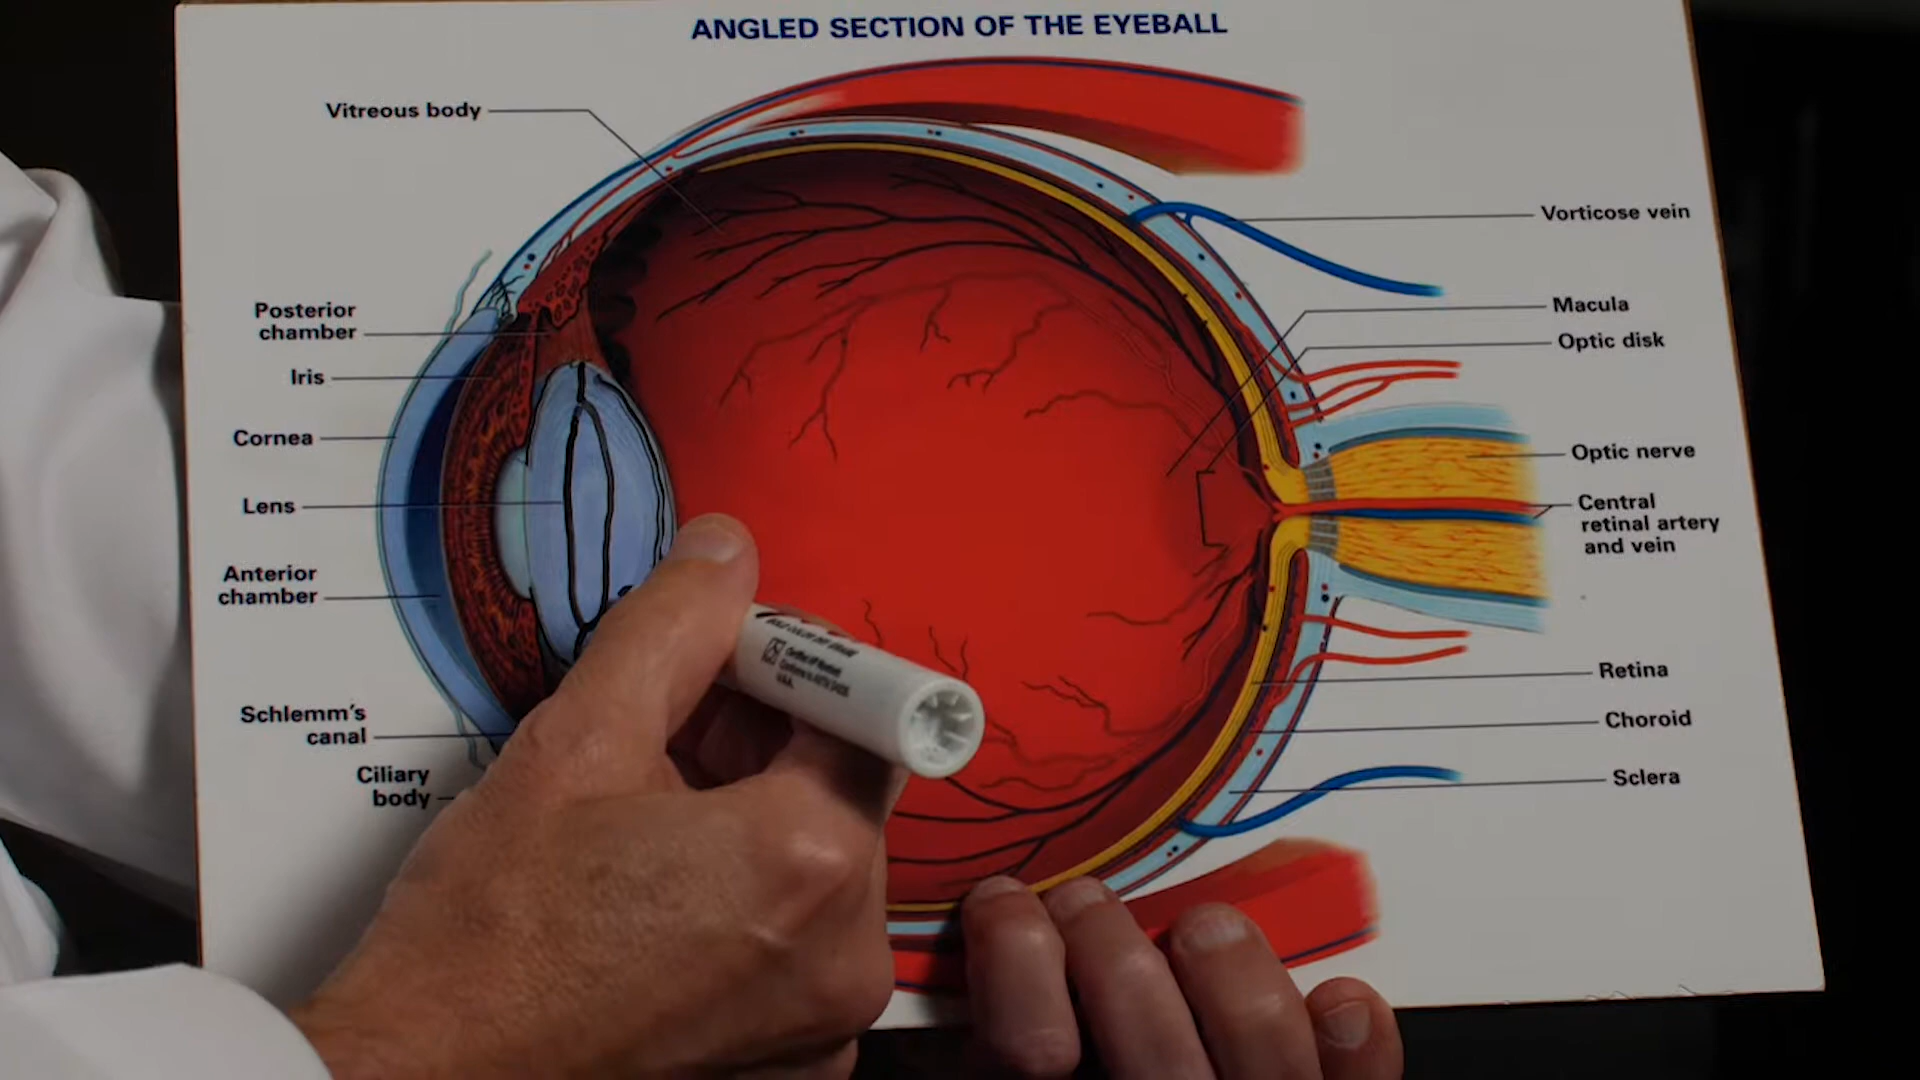 ANGLED SECTION OF THE EYEBALL
Vitreous body
Posterior
chamber
Iris
Cornea
Lens
Anterior
chamber
Schlemm's
canal
Ciliary
body
Vorticose vein
Macula
Optic disk
Optic nerve
Central
retinal artery
and vein
Retina
Choroid
Sclera